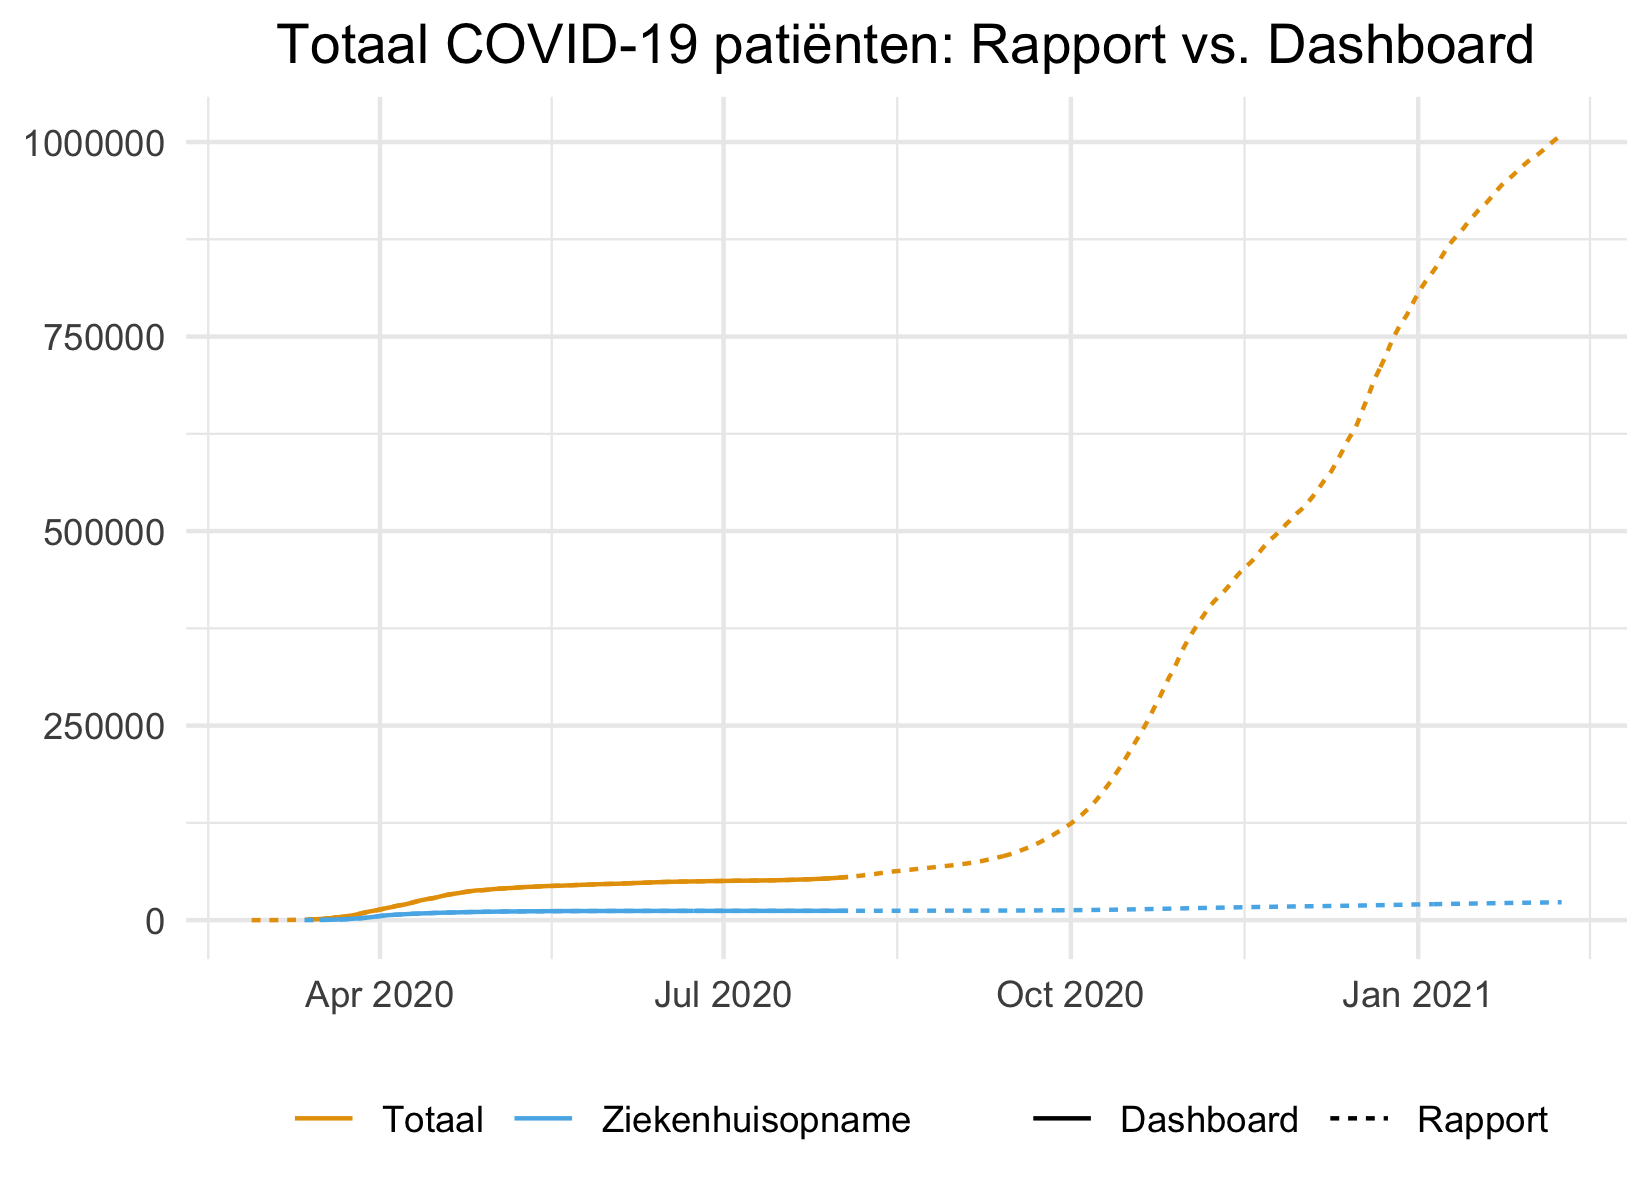 Totaal COVID-19 patiënten: Rapport vs. Dashboard
1000000
750000
500000
250000
0
Apr 2020 Jul 2020 Oct 2020 Jan 2021
Totaal Ziekenhuisopname Dashboard Rapport